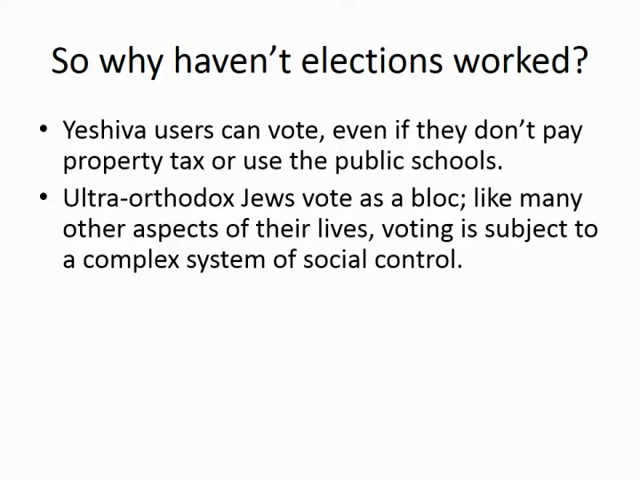 So why haven’t elections worked?
• Yeshiva users can vote, even if they don’t pay
property tax or use the public schools.
• Ultra-orthodox Jews vote as a bloc; like many
other aspects of their lives, voting is subject to
a complex system of social control.